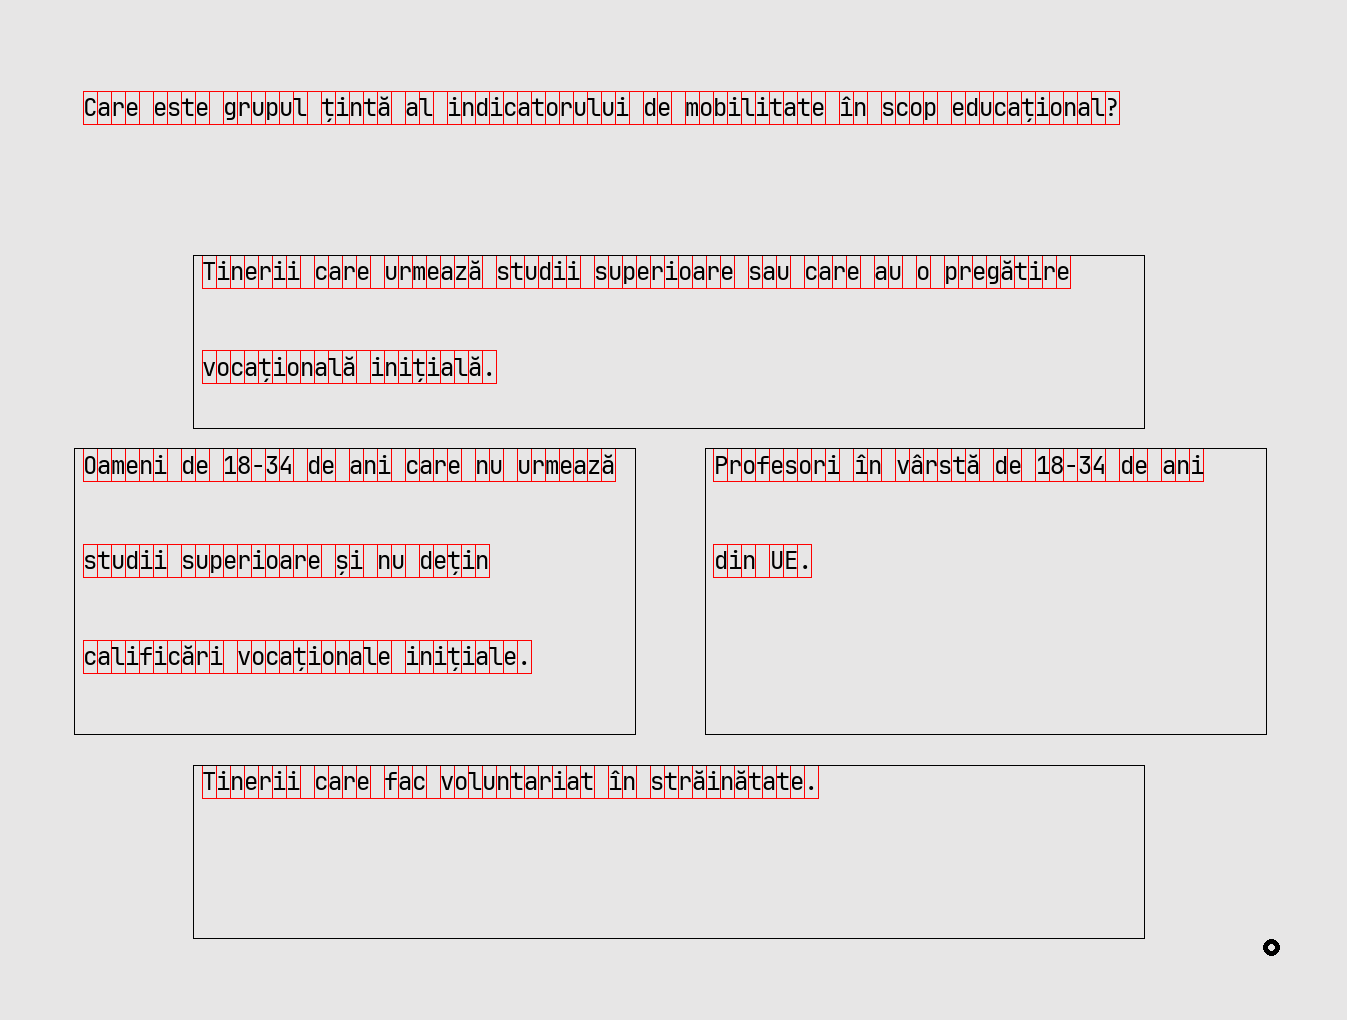 Care este grupul țintă al indicatorului de mobilitate în scop educațional?
Tinerii care urmează studii superioare sau care au o pregătire
vocațională inițială.
Oameni de 18-34 de ani care nu urmează
studii superioare și nu dețin
calificări vocaționale inițiale.
Profesori în vârstă de 18-34 de ani
din UE.
Tinerii care fac voluntariat în străinătate.